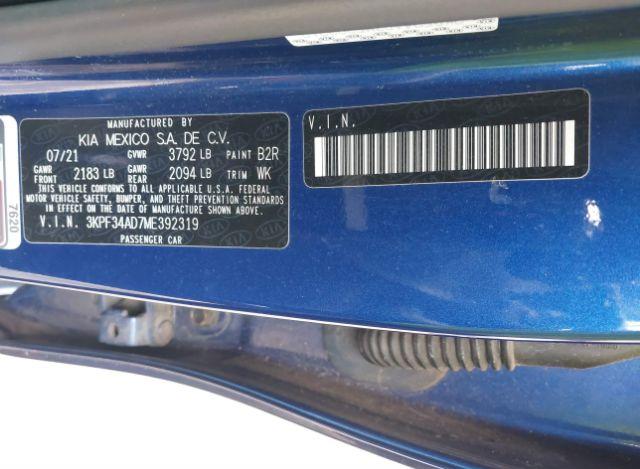 MANUFACTURED BY
KIA MEXICO S.A. DE C.V.
07/21 GVWR 3792 LB PAINT B2R
GAWR FRONT 2183 LB GAWR REAR 2094 LB TRIM WK
THIS VEHICLE CONFORMS TO ALL APPLICABLE U.S.A. FEDERAL
MOTOR VEHICLE SAFETY, BUMPER, AND THEFT PREVENTION STANDARDS
IN EFFECT ON THE DATE OF MANUFACTURE SHOWN ABOVE.
V.I.N. 3KPF34AD7ME392319
PASSENGER CAR
V.I.N.
7620